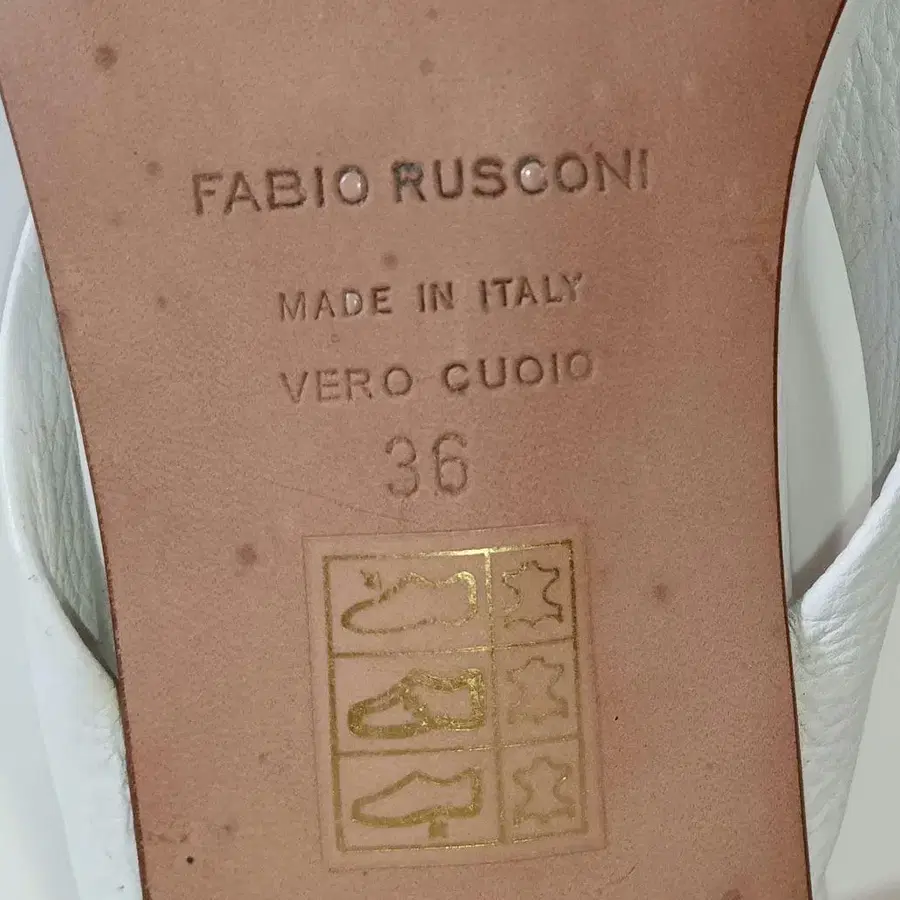 FABIO RUSCONI
MADE IN ITALY
VERO CUOIO
36